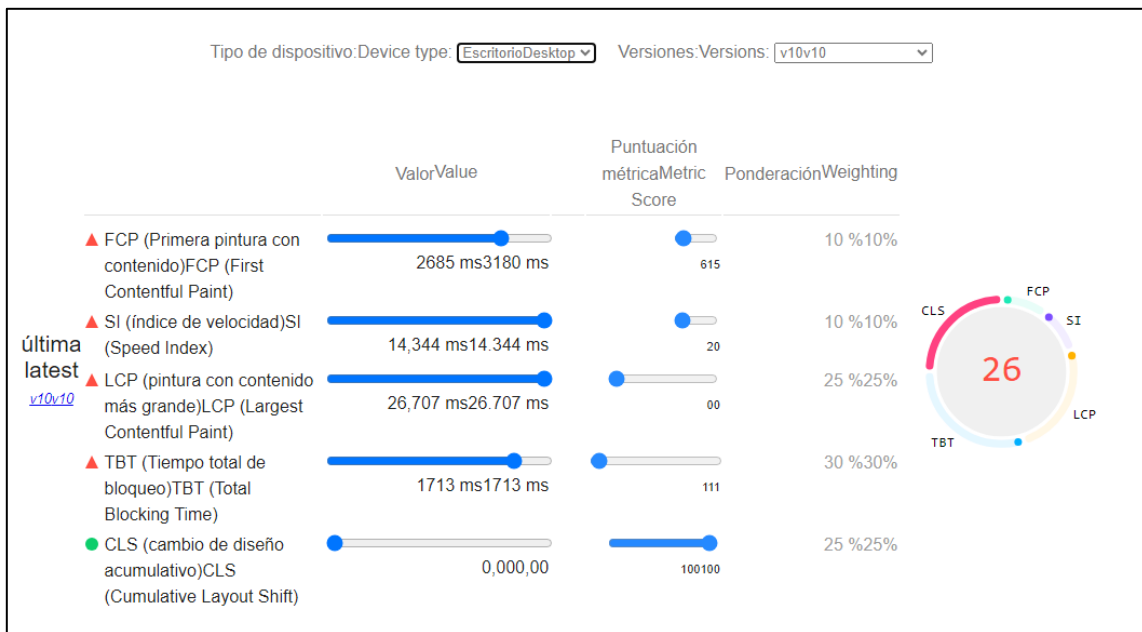 Tipo de dispositivo:Device type: EscritorioDesktop Versiones:Versions: v10v10
ValorValue
Puntuación
métricaMetric
Score
PonderaciónWeighting
última
latest
v10v10
FCP (Primera pintura con
contenido)FCP (First
Contentful Paint)
2685 ms3180 ms
615
10 %10%
SI (índice de velocidad)SI
(Speed Index)
14,344 ms14.344 ms
20
10 %10%
LCP (pintura con contenido
más grande)LCP (Largest
Contentful Paint)
26,707 ms26.707 ms
00
25 %25%
TBT (Tiempo total de
bloqueo)TBT (Total
Blocking Time)
1713 ms1713 ms
111
30 %30%
CLS (cambio de diseño
acumulativo)CLS
(Cumulative Layout Shift)
0,000,00
100100
25 %25%
FCP
SI
LCP
TBT
CLS
26